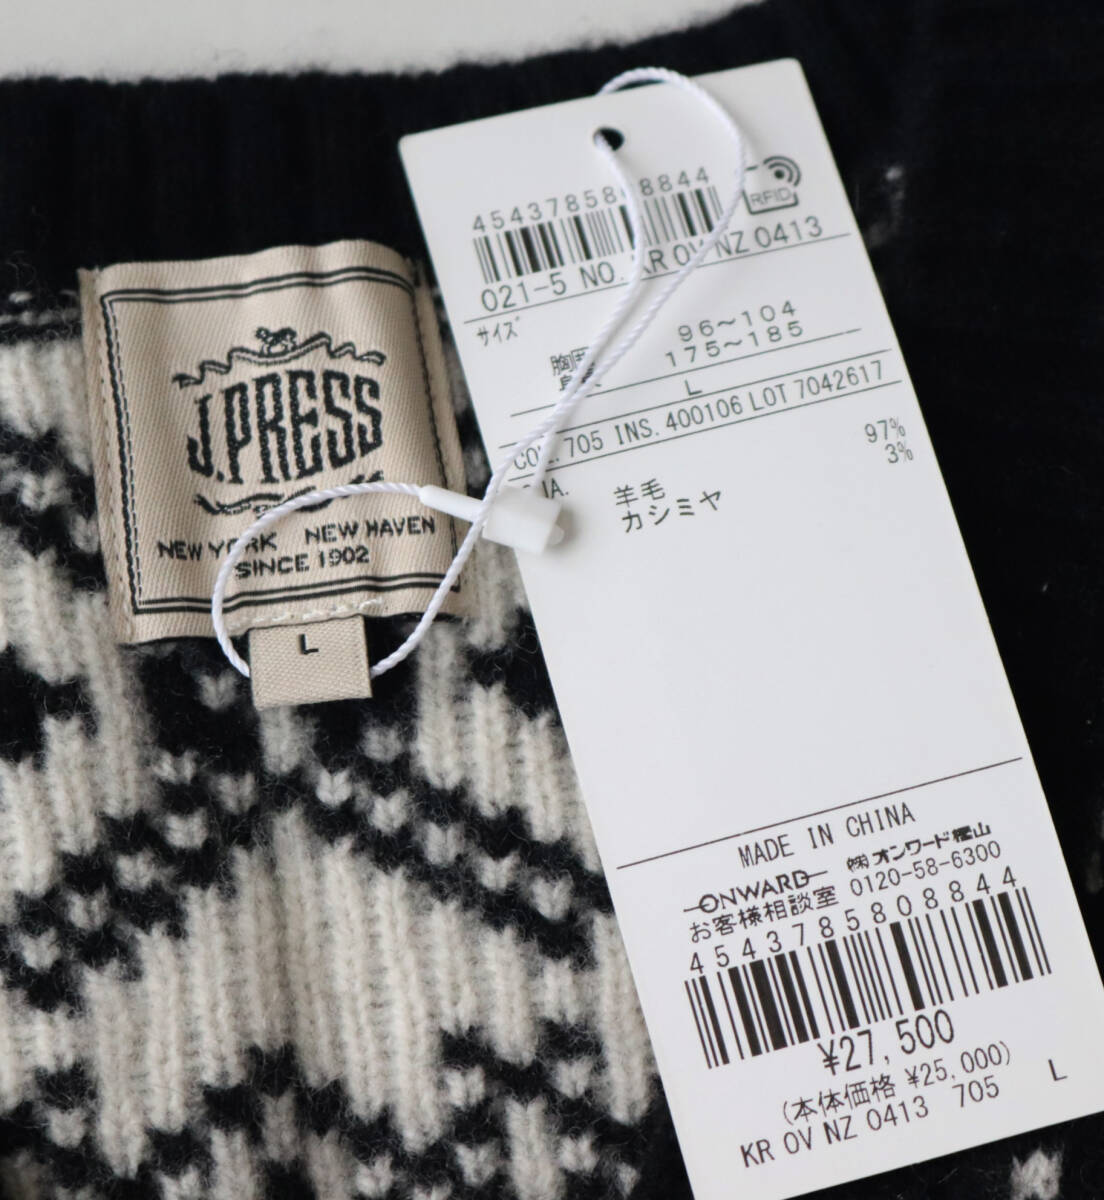 J.PRESS
NEW YORK NEW HAVEN
SINCE 1902
L
RFID
021-5 NO. KR OV NZ 0413
サイズ
96～104
175～185
L
705 INS. 400106 LOT 7042617
羊毛 97%
カシミヤ 3%
MADE IN CHINA
ONWARD ㈱オンワード樫山
お客様相談室 0120-58-6300
4543785808844
¥27,500
(本体価格 ¥25,000)
KR OV NZ 0413 705 L